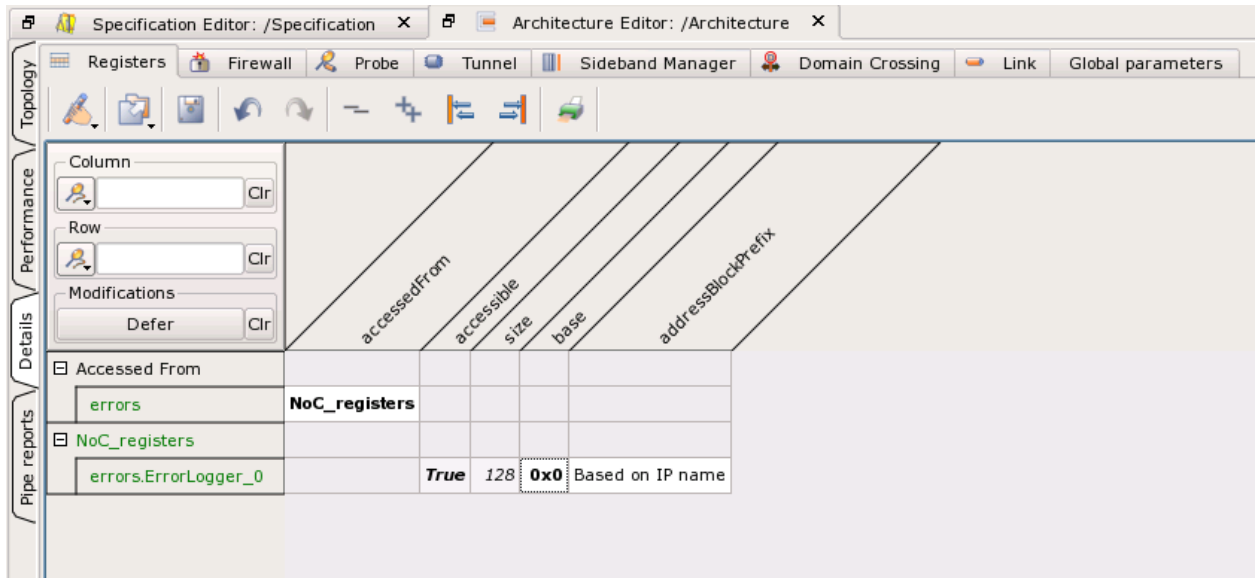 Specification Editor: /Specification X Architecture Editor: /Architecture X
Registers Firewall Probe Tunnel Sideband Manager Domain Crossing Link Global parameters
Topology
Performance
Details
Pipe reports
Column
Clr
Row
Clr
Modifications
Defer Clr
accessedFrom accessible size base addressBlockPrefix
Accessed From
errors NoC_registers
NoC_registers
errors.ErrorLogger_0 True 128 0x0 Based on IP name